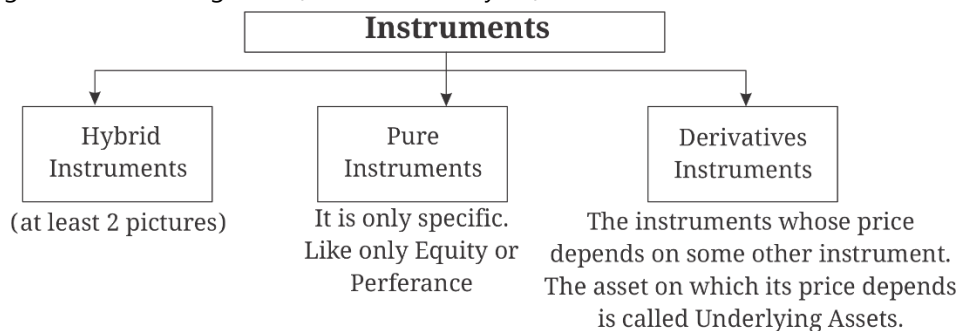 Instruments
Hybrid
Instruments
(at least 2 pictures)
Pure
Instruments
It is only specific.
Like only Equity or
Perferance
Derivatives
Instruments
The instruments whose price
depends on some other instrument.
The asset on which its price depends
is called Underlying Assets.